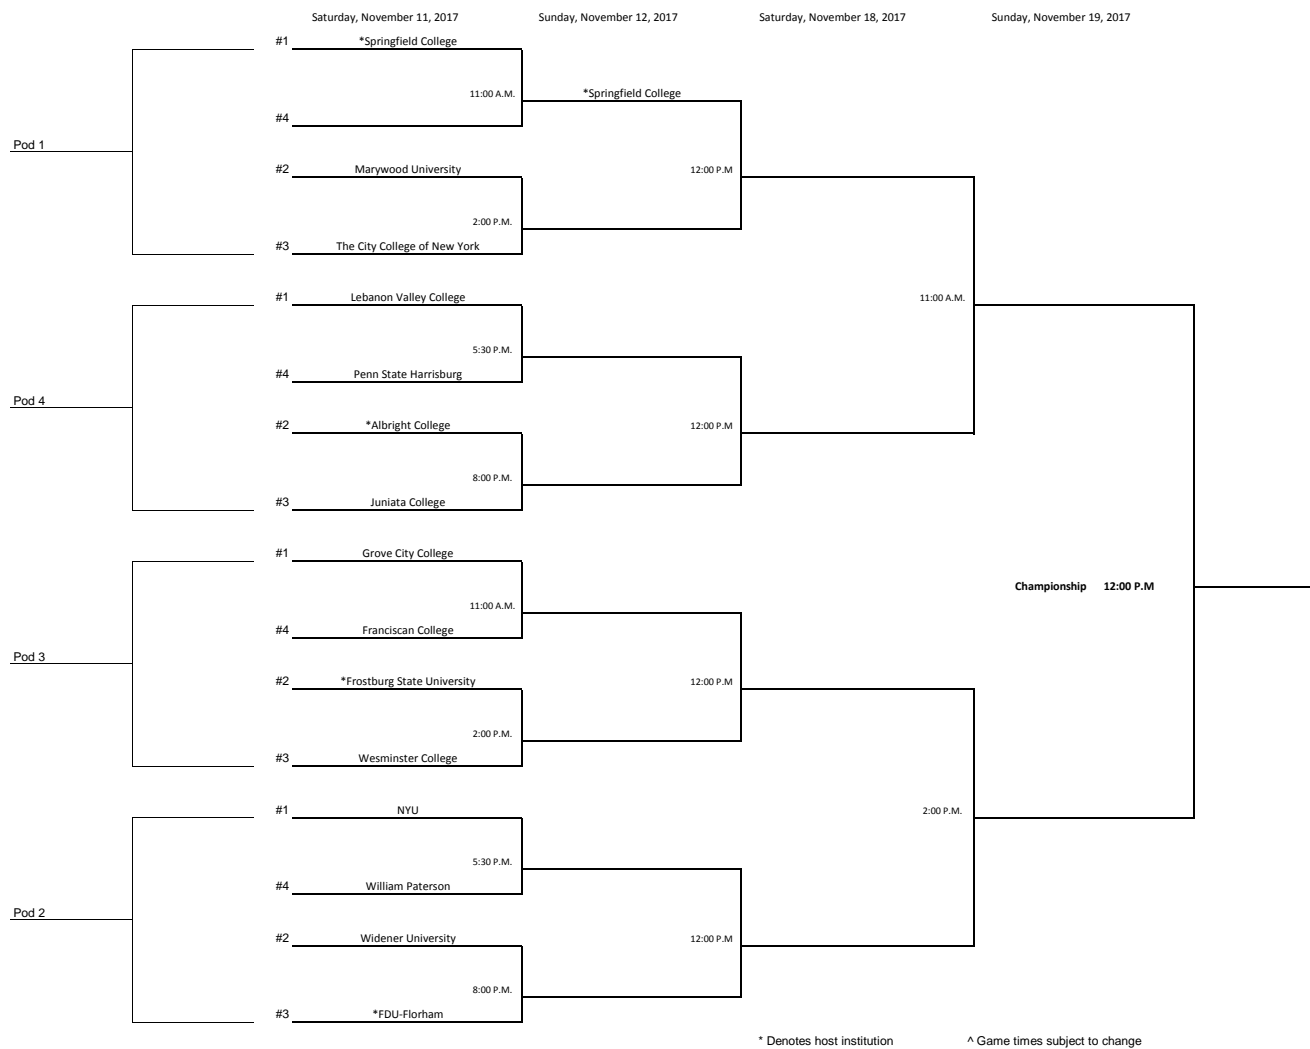 Saturday, November 11, 2017 Sunday, November 12, 2017 Saturday, November 18, 2017 Sunday, November 19, 2017
#1 *Springfield College
11:00 A.M. *Springfield College
#4
Pod 1
#2 Marywood University 12:00 P.M
2:00 P.M.
#3 The City College of New York
#1 Lebanon Valley College 11:00 A.M.
5:30 P.M.
#4 Penn State Harrisburg
Pod 4
#2 *Albright College 12:00 P.M
8:00 P.M.
#3 Juniata College
#1 Grove City College
Championship 12:00 P.M
11:00 A.M.
#4 Franciscan College
Pod 3
#2 *Frostburg State University 12:00 P.M
2:00 P.M.
#3 Wesminster College
#1 NYU 2:00 P.M.
5:30 P.M.
#4 William Paterson
Pod 2
#2 Widener University 12:00 P.M
8:00 P.M.
#3 *FDU-Florham
* Denotes host institution ^ Game times subject to change